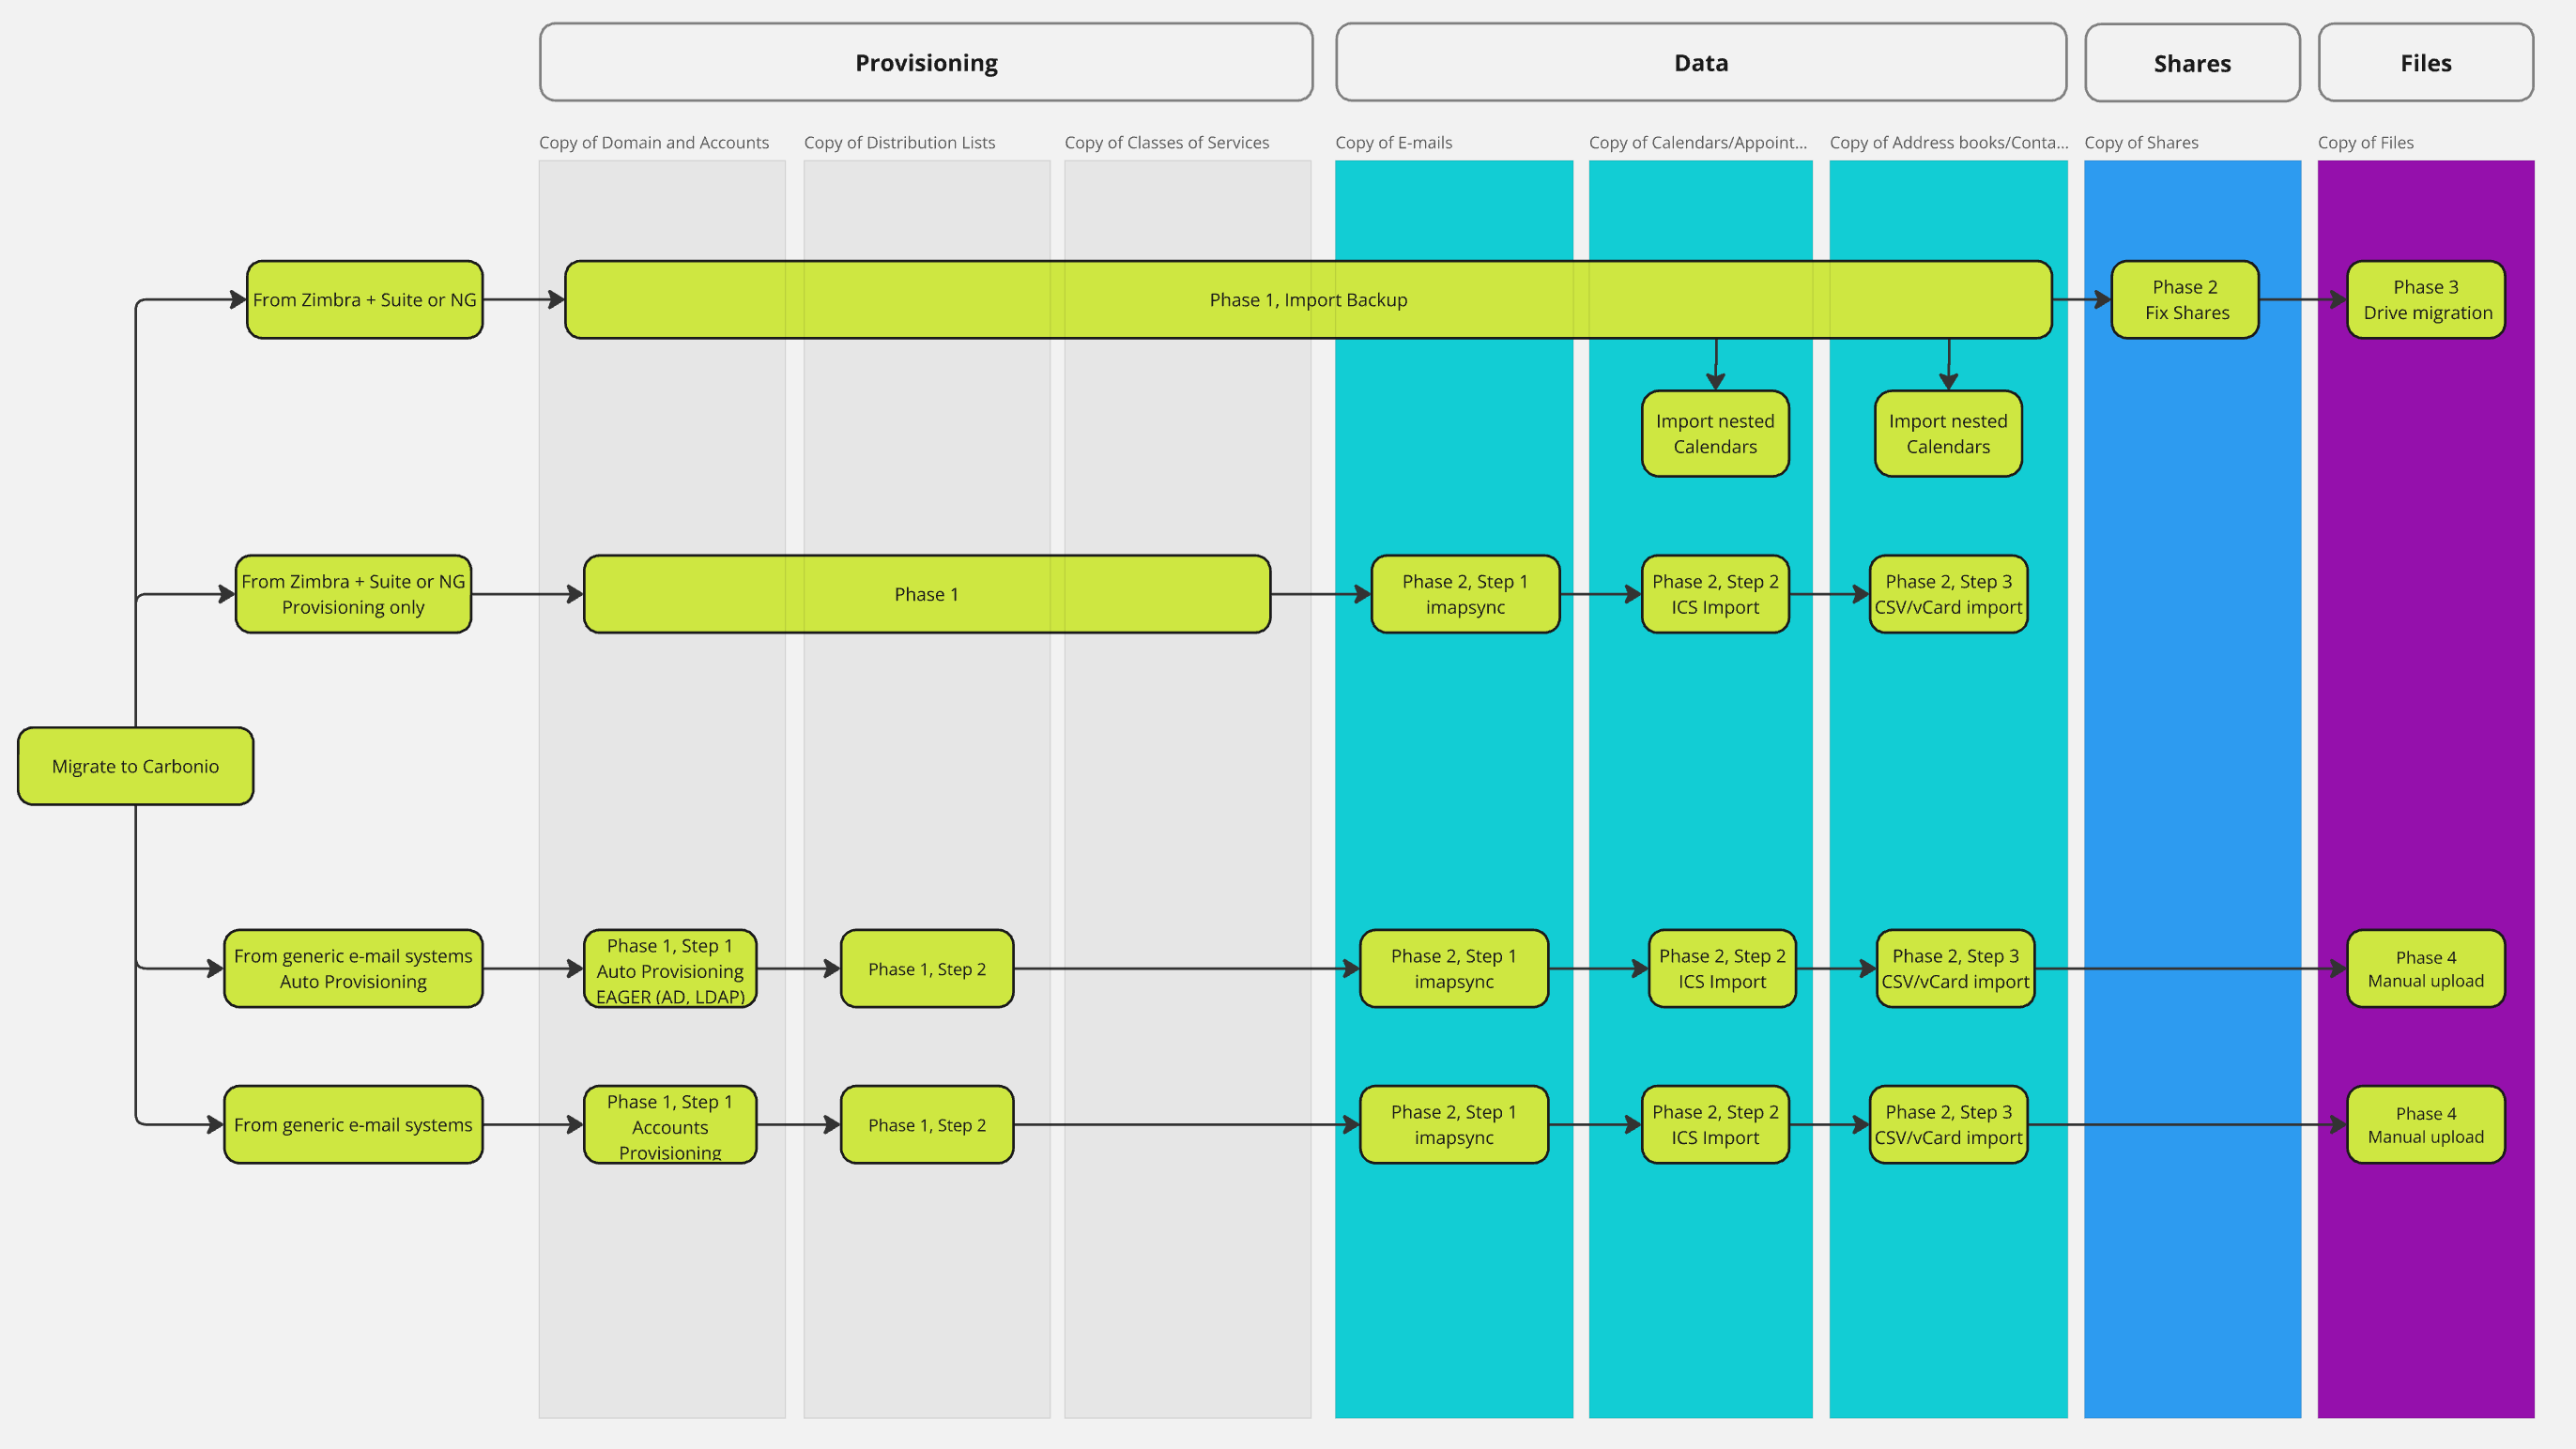 Provisioning
Data
Shares
Files
Copy of Domain and Accounts
Copy of Distribution Lists
Copy of Classes of Services
Copy of E-mails
Copy of Calendars/Appoint...
Copy of Address books/Conta...
Copy of Shares
Copy of Files
From Zimbra + Suite or NG
Phase 1, Import Backup
Phase 2
Fix Shares
Phase 3
Drive migration
Import nested
Calendars
Import nested
Calendars
From Zimbra + Suite or NG
Provisioning only
Phase 1
Phase 2, Step 1
imapsync
Phase 2, Step 2
ICS Import
Phase 2, Step 3
CSV/vCard import
Migrate to Carbonio
From generic e-mail systems
Auto Provisioning
Phase 1, Step 1
Auto Provisioning
EAGER (AD, LDAP)
Phase 1, Step 2
Phase 2, Step 1
imapsync
Phase 2, Step 2
ICS Import
Phase 2, Step 3
CSV/vCard import
Phase 4
Manual upload
From generic e-mail systems
Phase 1, Step 1
Accounts
Provisioning
Phase 1, Step 2
Phase 2, Step 1
imapsync
Phase 2, Step 2
ICS Import
Phase 2, Step 3
CSV/vCard import
Phase 4
Manual upload